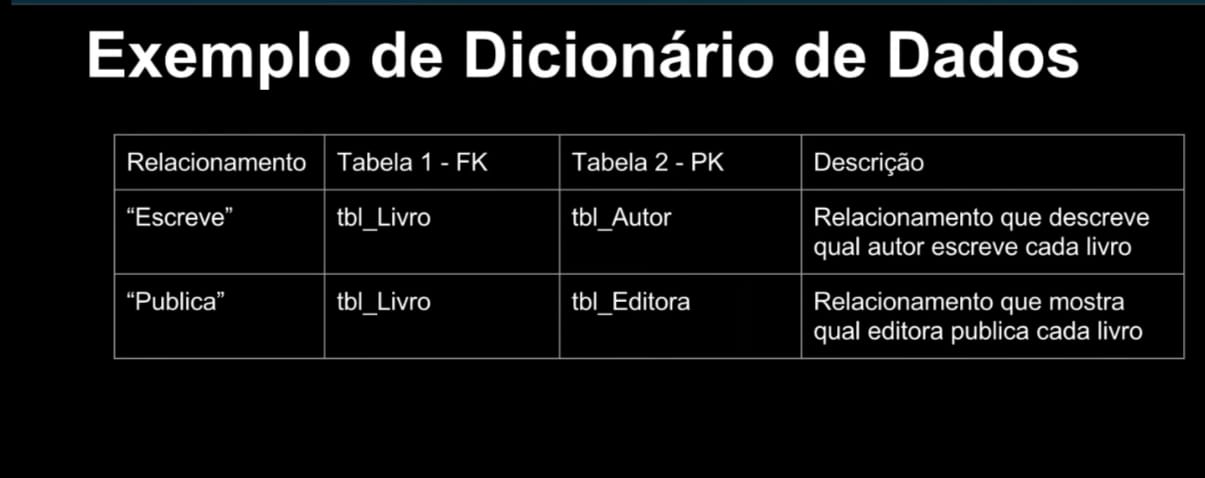 Exemplo de Dicionário de Dados
Relacionamento Tabela 1 - FK Tabela 2 - PK Descrição
“Escreve” tbl_Livro tbl_Autor Relacionamento que descreve
qual autor escreve cada livro
“Publica” tbl_Livro tbl_Editora Relacionamento que mostra
qual editora publica cada livro